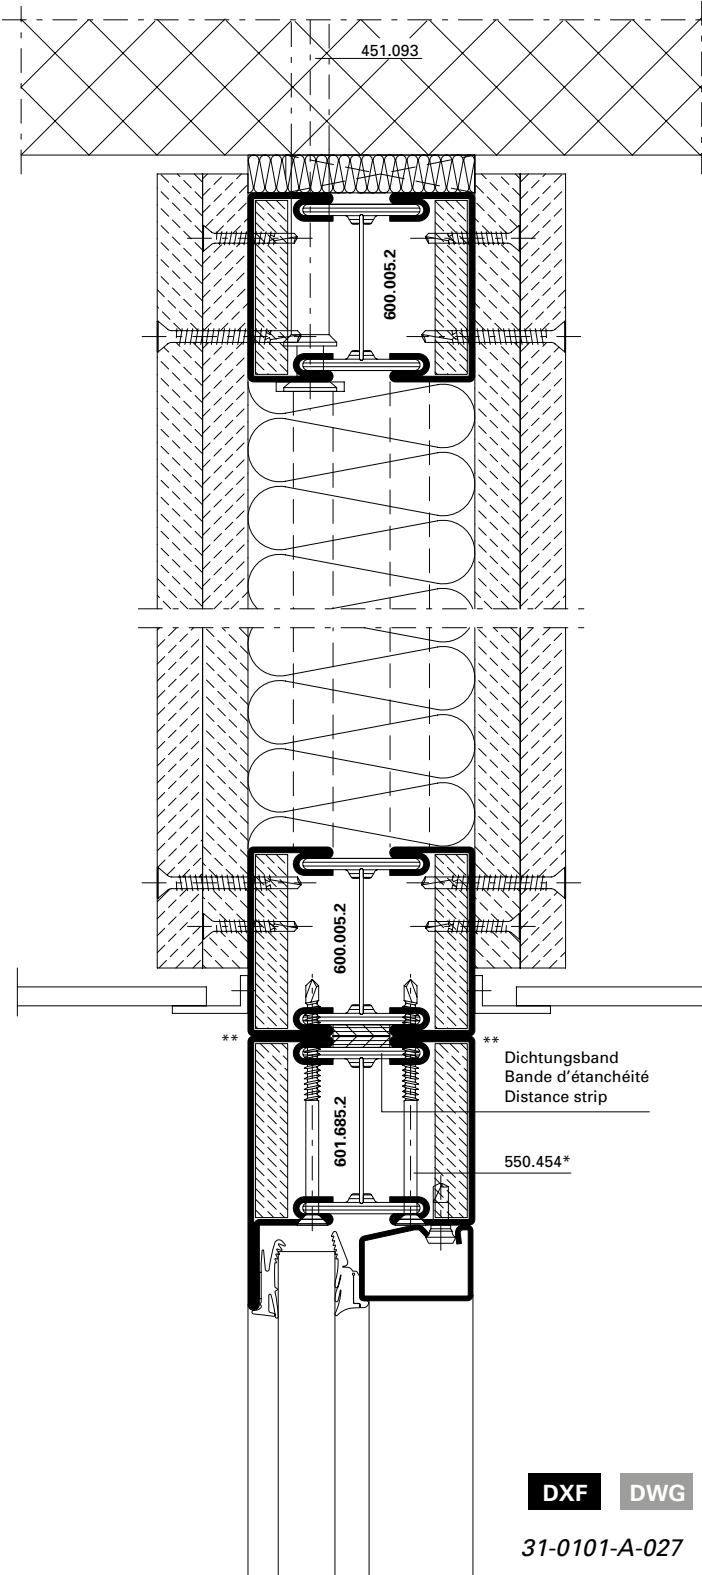 451.093
600.005.2
600.005.2
**
**
Dichtungsband
Bande d'étanchéité
Distance strip
601.685.2
550.454*
DXF
DWG
31-0101-A-027